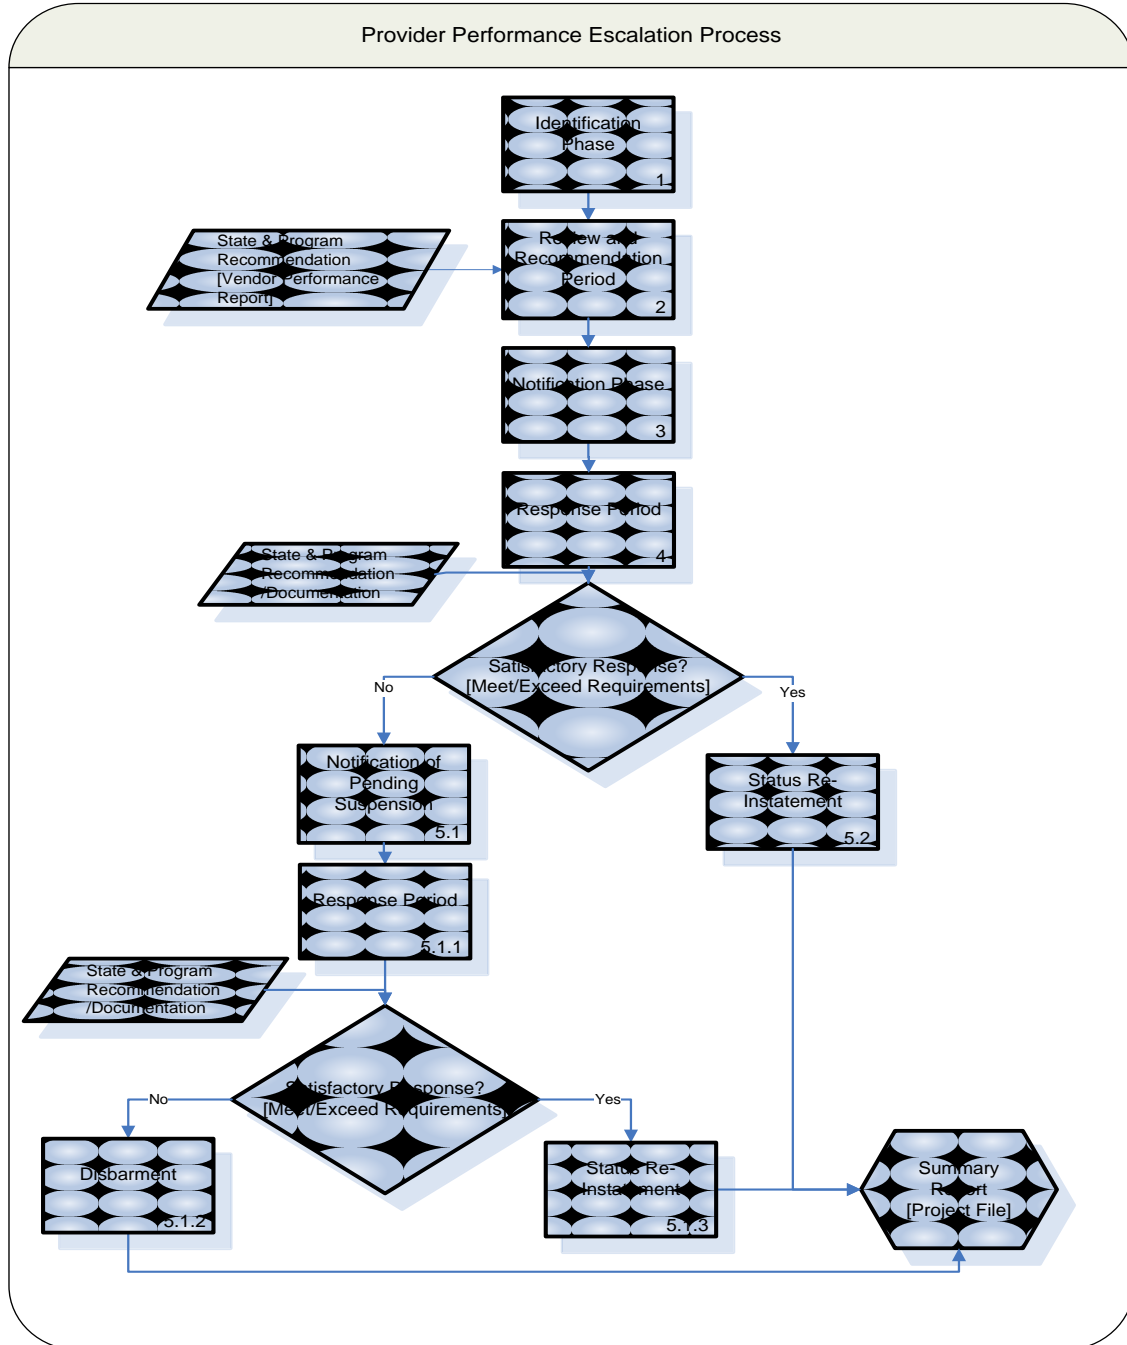 Provider Performance Escalation Process
Identification
Phase
1
State & Program
Recommendation
[Vendor Performance
Report]
Review and
Recommendation
Period
2
Notification Phase
3
Response Period
4
State & Program
Recommendation
/Documentation
Satisfactory Response?
[Meet/Exceed Requirements]
No
Yes
Notification of
Pending
Suspension
5.1
Status Re-
Instatement
5.2
Response Period
5.1.1
State & Program
Recommendation
/Documentation
Satisfactory Response?
[Meet/Exceed Requirements]
No
Yes
Disbarment
5.1.2
Status Re-
Instatement
5.1.3
Summary
Report
[Project File]